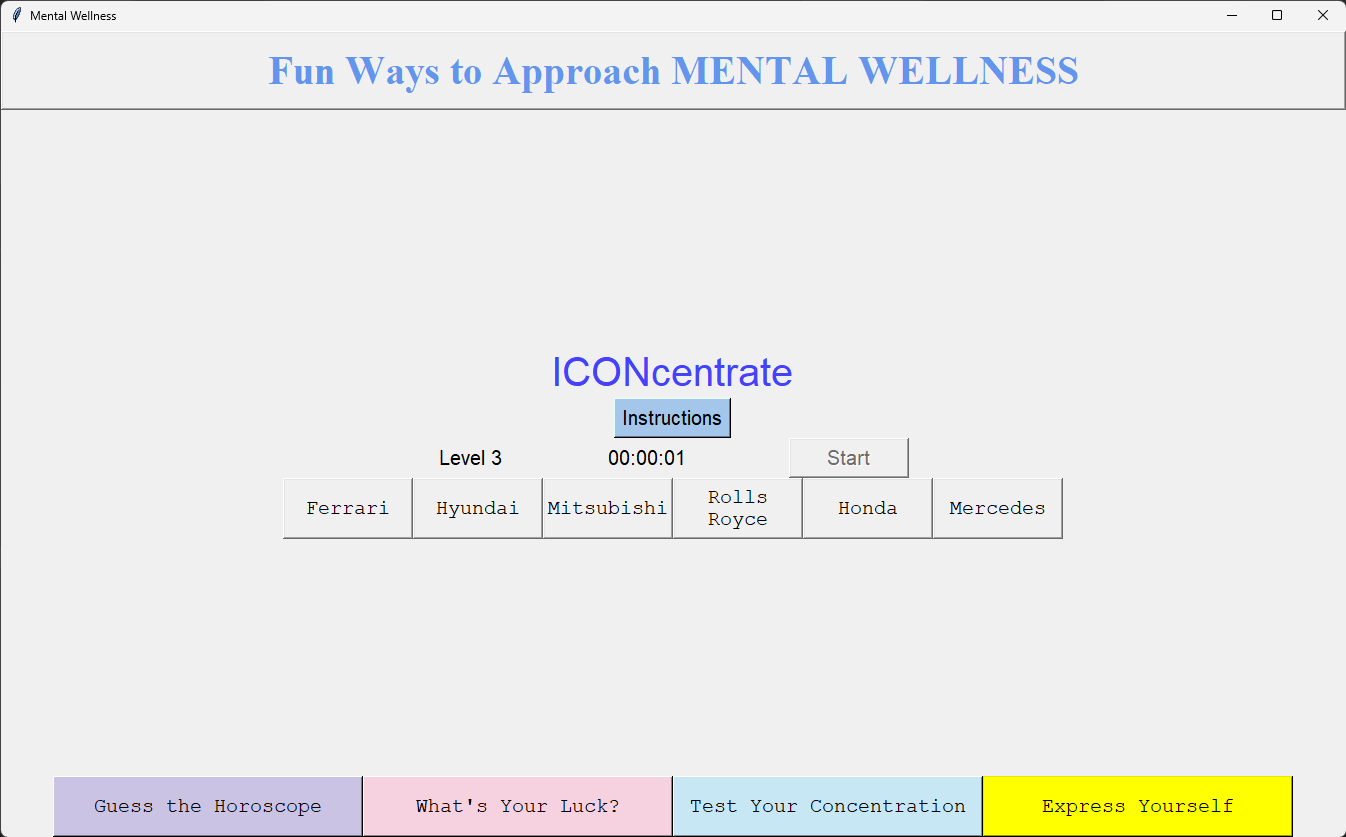 Mental Wellness
Fun Ways to Approach MENTAL WELLNESS
ICONcentrate
Instructions
Level 3 00:00:01 Start
Ferrari Hyundai Mitsubishi Rolls Royce Honda Mercedes
Guess the Horoscope What's Your Luck? Test Your Concentration Express Yourself